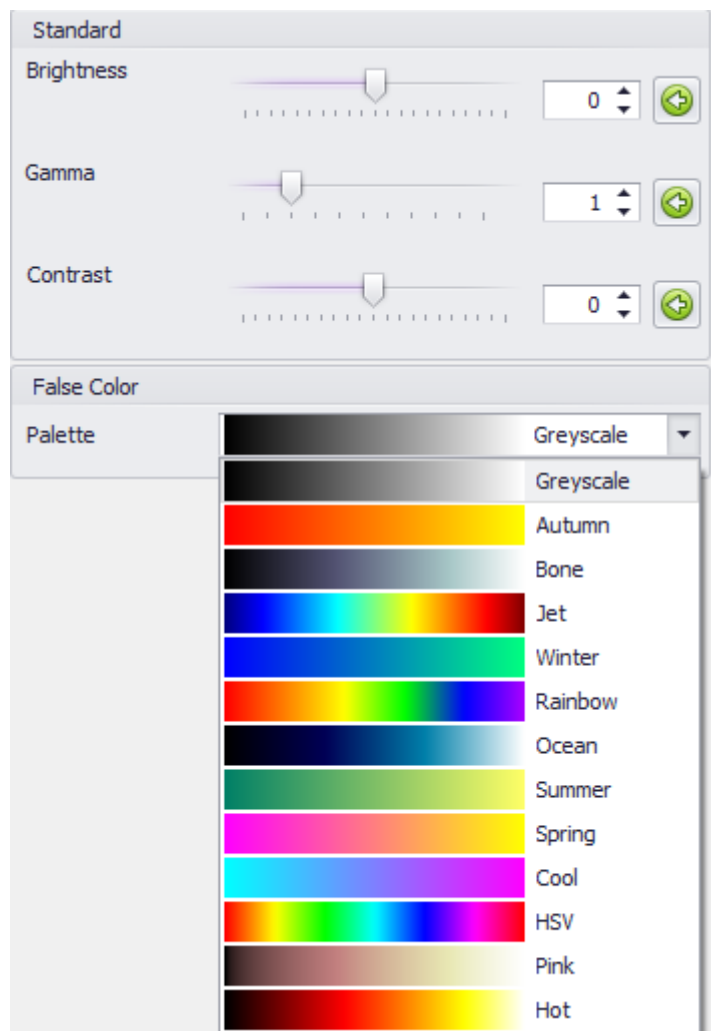 Standard
Brightness 0
Gamma 1
Contrast 0
False Color
Palette Greyscale
Greyscale
Autumn
Bone
Jet
Winter
Rainbow
Ocean
Summer
Spring
Cool
HSV
Pink
Hot